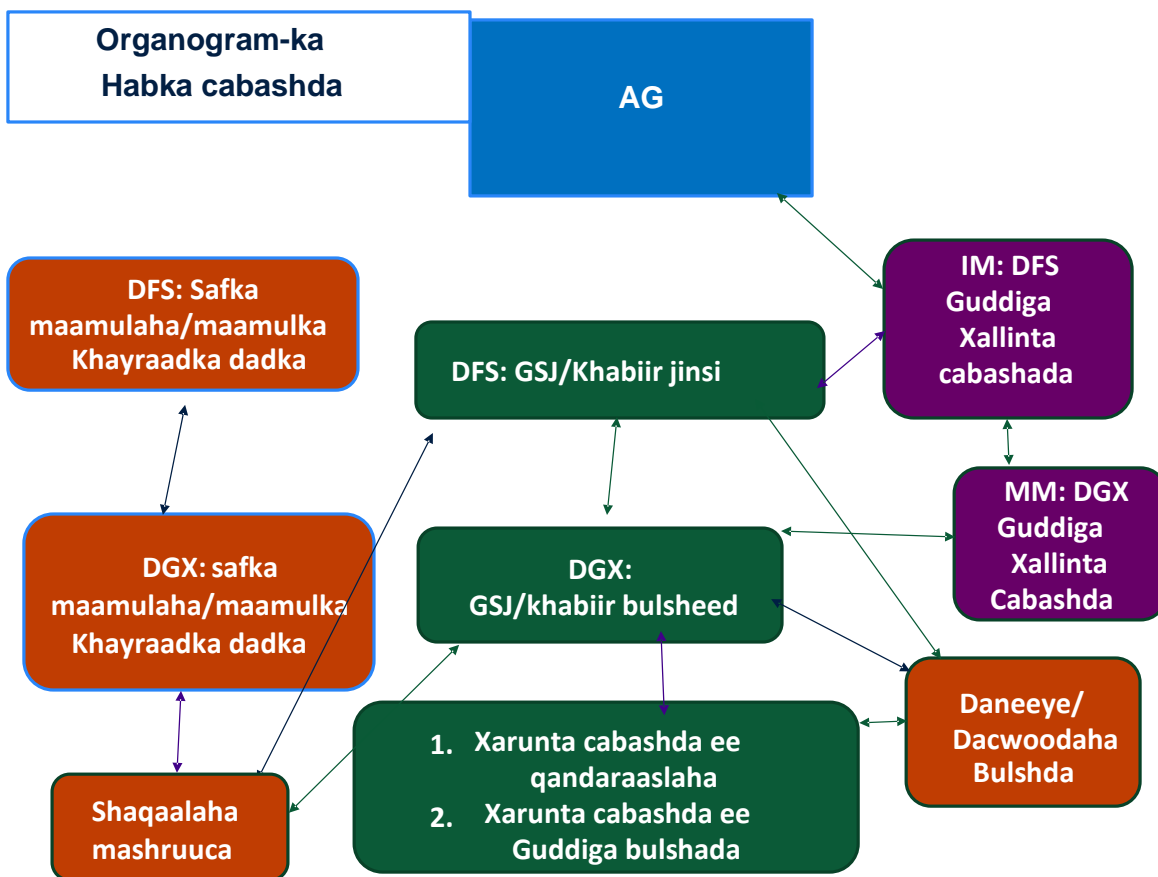 Organogram-ka
Habka cabashda
AG
IM: DFS
Guddiga
Xallinta
cabashada
DFS: Safka
maamulaha/maamulka
Khayraadka dadka
DFS: GSJ/Khabiir jinsi
MM: DGX
Guddiga
Xallinta
Cabashda
DGX: safka
maamulaha/maamulka
Khayraadka dadka
DGX:
GSJ/khabiir bulsheed
Daneeye/
Dacwoodaha
Bulshda
1. Xarunta cabashda ee
qandaraaslaha
2. Xarunta cabashda ee
Guddiga bulshada
Shaqaalaha
mashruuca